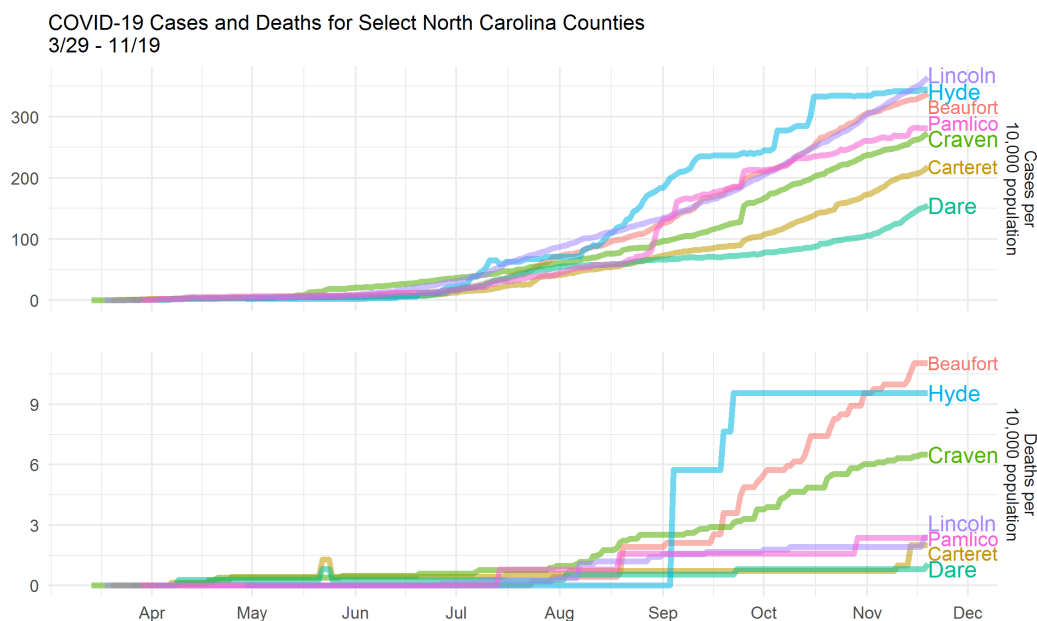 COVID-19 Cases and Deaths for Select North Carolina Counties
3/29 - 11/19
300
200
100
0
Lincoln
Hyde
Beaufort
Pamlico
Craven
Carteret
Dare
Cases per
10,000 population
9
6
3
0
Beaufort
Hyde
Craven
Lincoln
Pamlico
Carteret
Dare
Deaths per
10,000 population
Apr May Jun Jul Aug Sep Oct Nov Dec